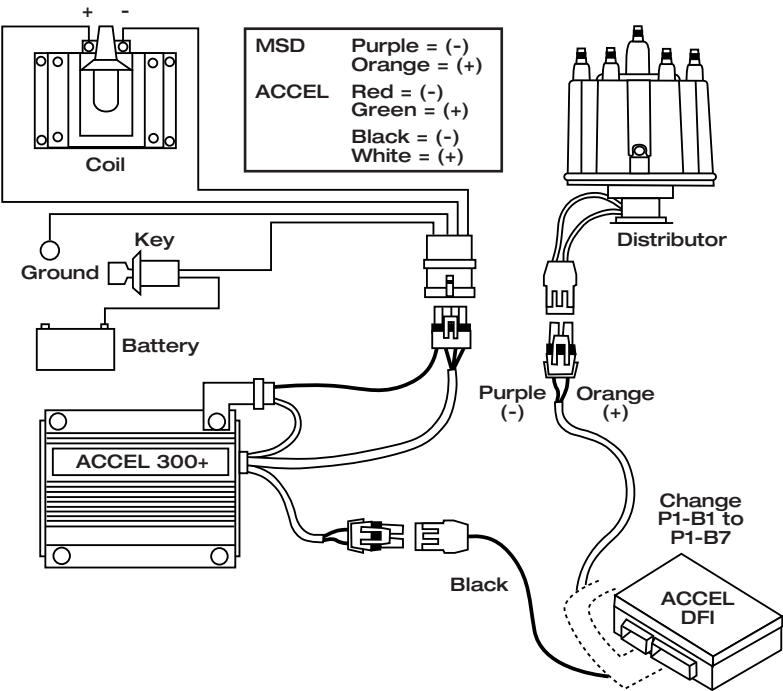 + -
MSD Purple = (-)
Orange = (+)
ACCEL Red = (-)
Green = (+)
Black = (-)
White = (+)
Coil
Distributor
Key
Ground
Battery
Purple
(-)
Orange
(+)
ACCEL 300+
Change
P1-B1 to
P1-B7
Black
ACCEL
DFI